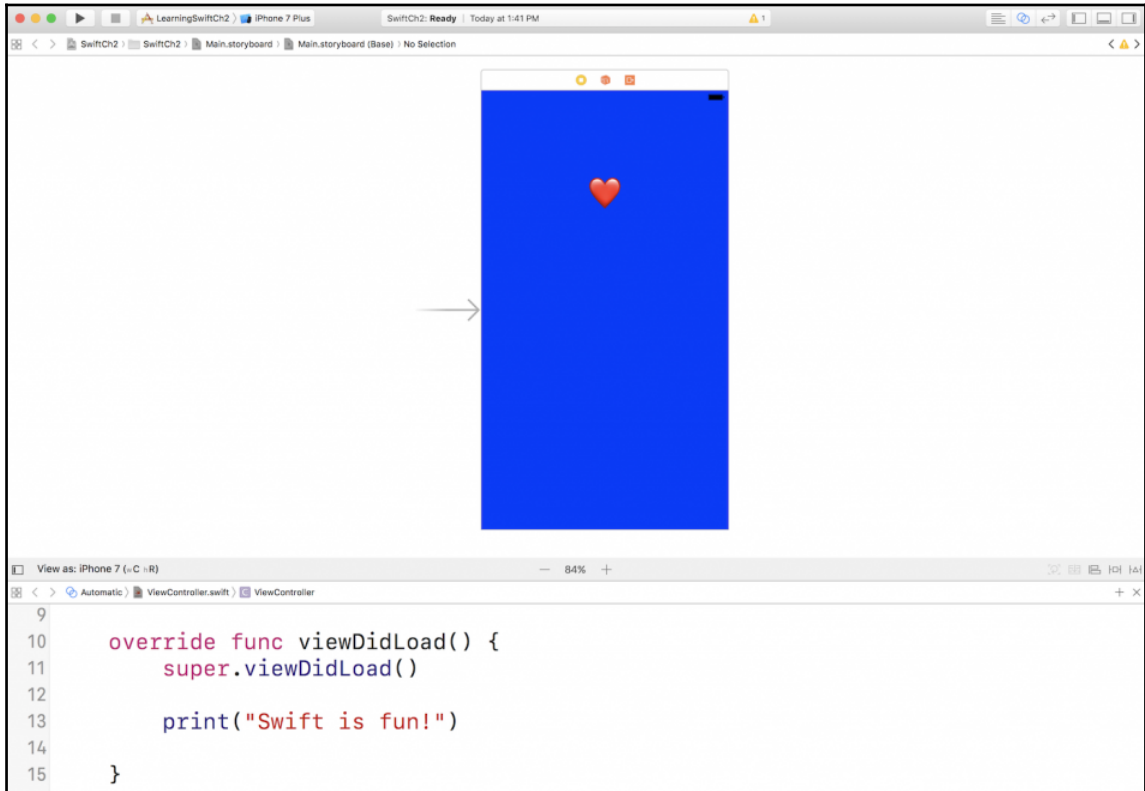 LearningSwiftCh2 〉 iPhone 7 Plus
SwiftCh2: Ready | Today at 1:41 PM
1
SwiftCh2 〉 SwiftCh2 〉 Main.storyboard 〉 Main.storyboard (Base) 〉 No Selection
View as: iPhone 7 (wC hR)
— 84% +
Automatic 〉 ViewController.swift 〉 C ViewController
9
10 override func viewDidLoad() {
11 super.viewDidLoad()
12
13 print("Swift is fun!")
14
15 }